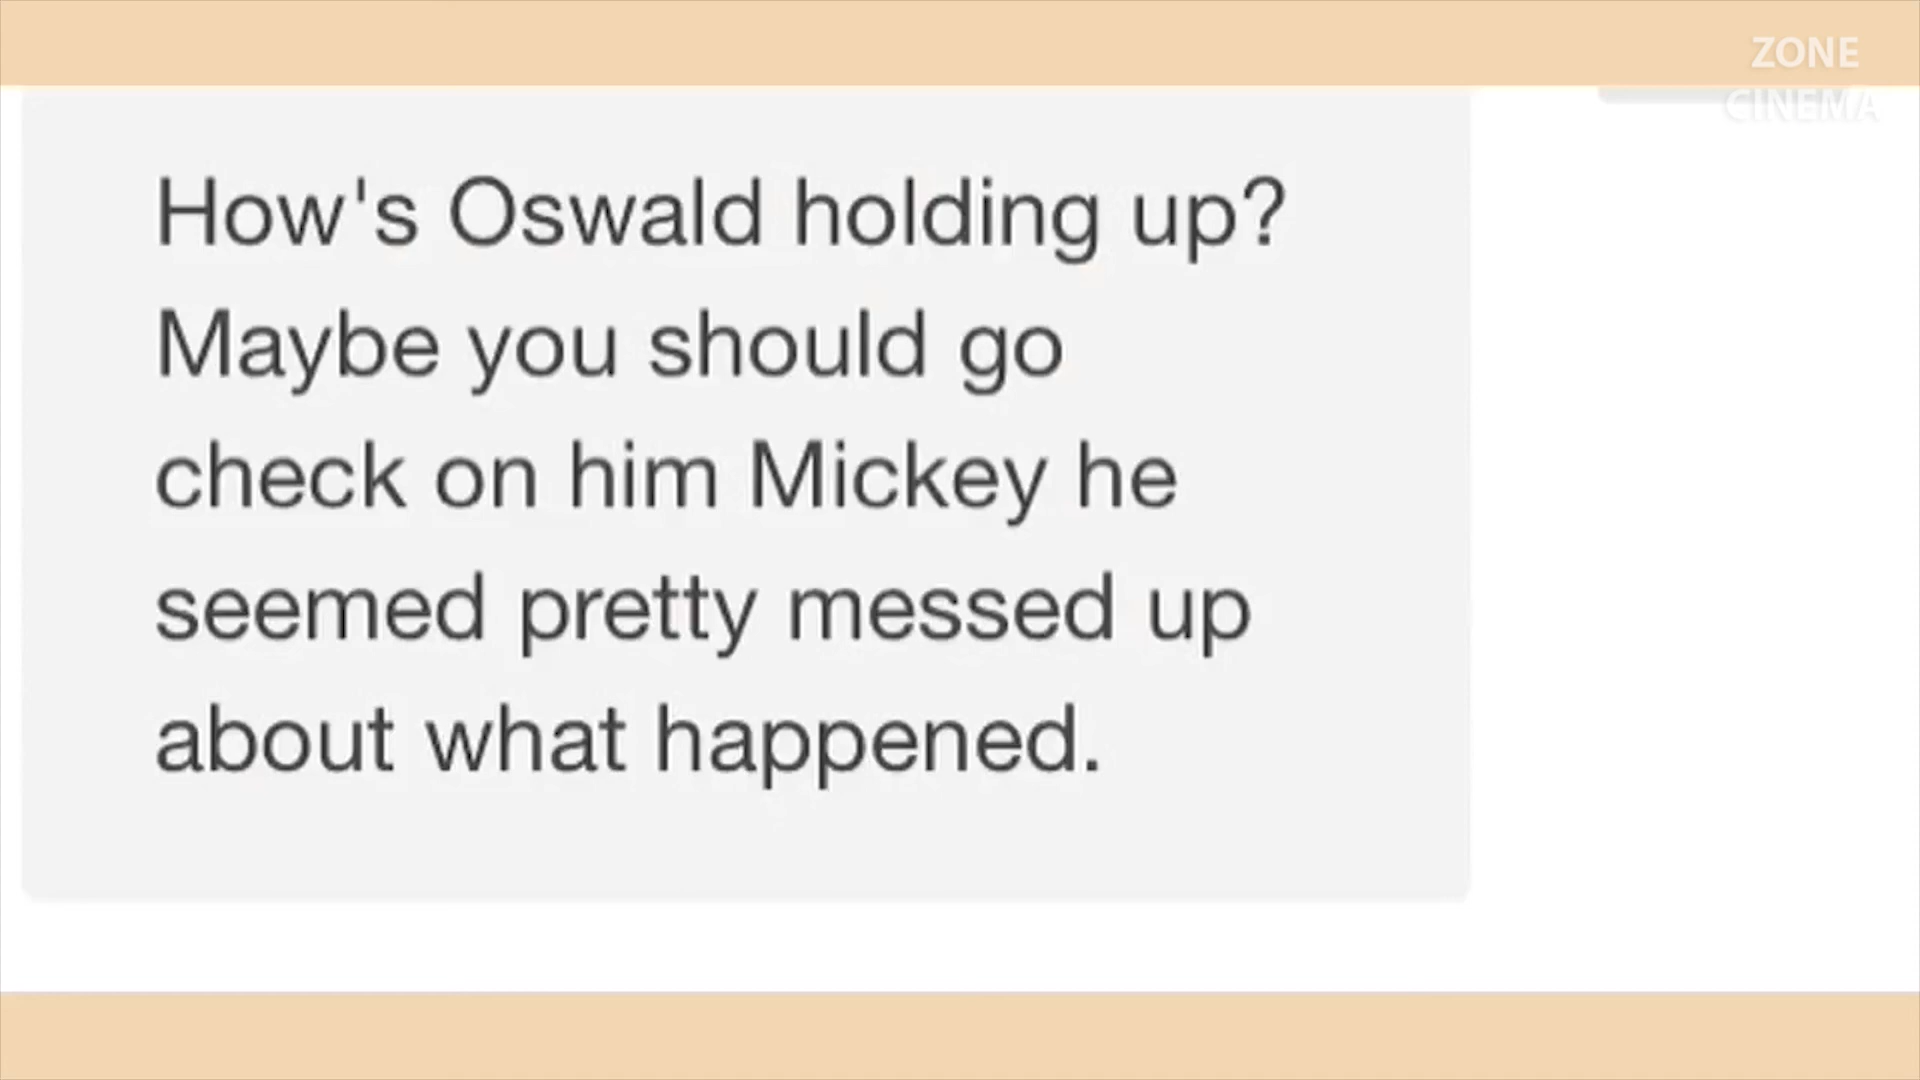 ZONE
CINEMA
How's Oswald holding up?
Maybe you should go
check on him Mickey he
seemed pretty messed up
about what happened.